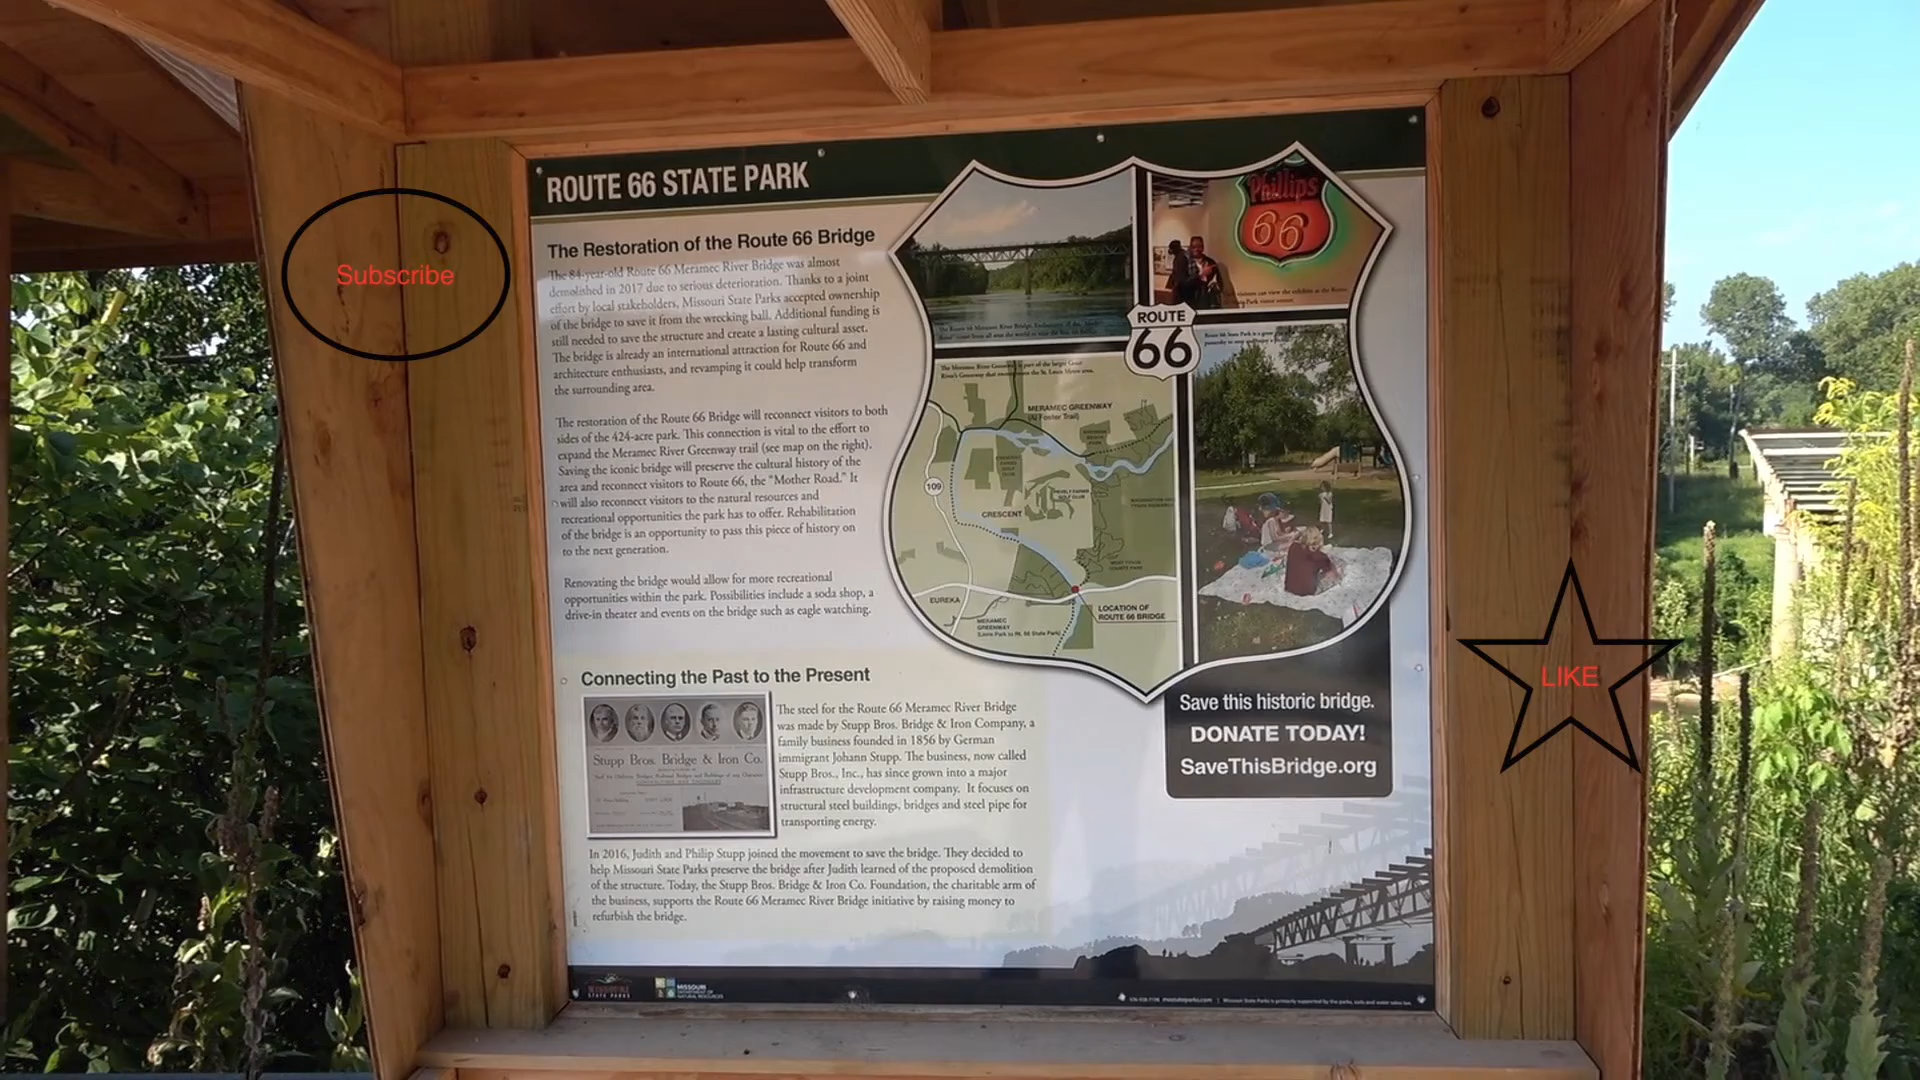 ROUTE 66 STATE PARK
The Restoration of the Route 66 Bridge
The 84-year-old Route 66 Meramec River Bridge was almost
demolished in 2017 due to serious deterioration. Thanks to a joint
effort by local stakeholders, Missouri State Parks accepted ownership
of the bridge to save it from the wrecking ball. Additional funding is
still needed to save the structure and create a lasting cultural asset.
The bridge is already an international attraction for Route 66 and
architecture enthusiasts, and revamping it could help transform
the surrounding area.
The restoration of the Route 66 Bridge will reconnect visitors to both
sides of the 424-acre park. This connection is vital to the effort to
expand the Meramec River Greenway trail (see map on the right).
Saving the iconic bridge will preserve the cultural history of the
area and reconnect visitors to Route 66, the "Mother Road." It
will also reconnect visitors to the natural resources and
recreational opportunities the park has to offer. Rehabilitation
of the bridge is an opportunity to pass this piece of history on
to the next generation.
Renovating the bridge would allow for more recreational
opportunities within the park. Possibilities include a soda shop, a
drive-in theater and events on the bridge such as eagle watching.
Connecting the Past to the Present
Stupp Bros. Bridge & Iron Co.
The steel for the Route 66 Meramec River Bridge
was made by Stupp Bros. Bridge & Iron Company, a
family business founded in 1856 by German
immigrant Johann Stupp. The business, now called
Stupp Bros., Inc., has since grown into a major
infrastructure development company. It focuses on
structural steel buildings, bridges and steel pipe for
transporting energy.
In 2016, Judith and Philip Stupp joined the movement to save the bridge. They decided to
help Missouri State Parks preserve the bridge after Judith learned of the proposed demolition
of the structure. Today, the Stupp Bros. Bridge & Iron Co. Foundation, the charitable arm of
the business, supports the Route 66 Meramec River Bridge initiative by raising money to
refurbish the bridge.
Phillips
66
ROUTE
66
MERAMEC GREENWAY
(Al Foster Trail)
109
CRESCENT
EUREKA
MERAMEC
GREENWAY
LOCATION OF
ROUTE 66 BRIDGE
Save this historic bridge.
DONATE TODAY!
SaveThisBridge.org
STATE PARKS
MISSOURI
DEPARTMENT OF
NATURAL RESOURCES
mostateparks.com
Subscribe
LIKE